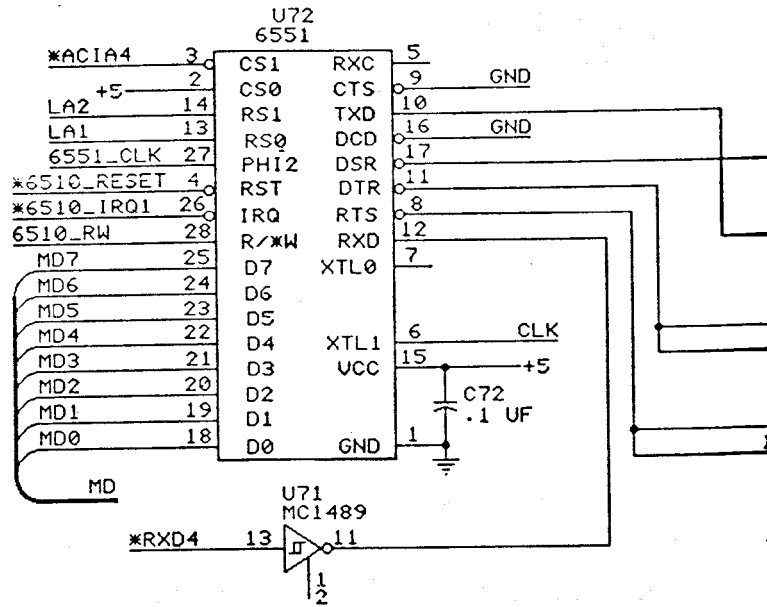 U72
6551
*ACIA4 3 CS1 RXC 5
+5 2 CS0 CTS 9 GND
LA2 14 RS1 TXD 10
LA1 13 RS0 DCD 16 GND
6551_CLK 27 PHI2 DSR 17
*6510_RESET 4 RST DTR 11
*6510_IRQ1 26 IRQ RTS 8
6510_RW 28 R/*W RXD 12
MD7 25 D7 XTL0 7
MD6 24 D6
MD5 23 D5
MD4 22 D4 XTL1 6 CLK
MD3 21 D3 VCC 15 +5
MD2 20 D2 C72
MD1 19 D1 .1 UF
MD0 18 D0 GND 1
MD
U71
MC1489
*RXD4 13 11
1
2